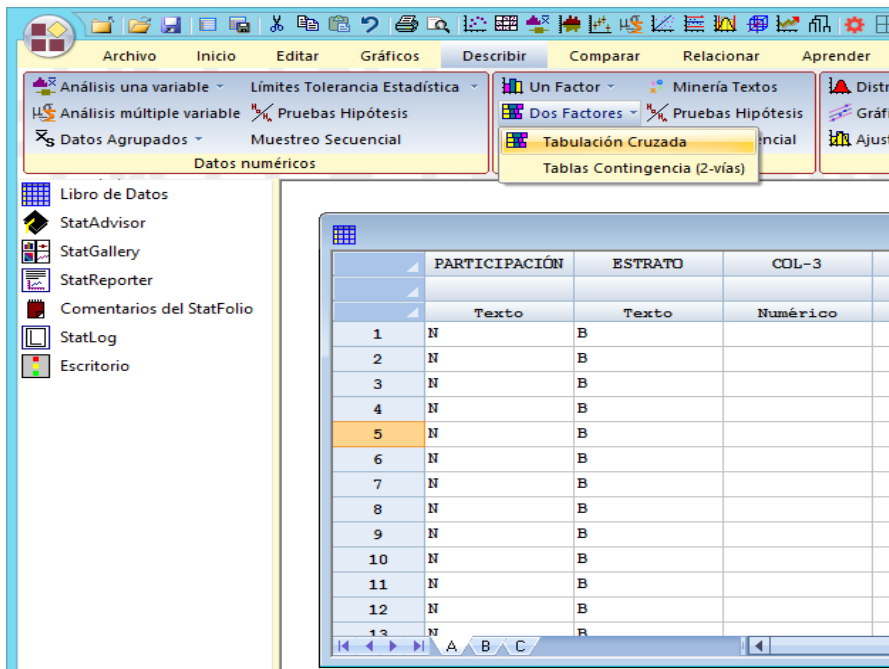 Archivo Inicio Editar Gráficos Describir Comparar Relacionar Aprender
Análisis una variable Límites Tolerancia Estadística Un Factor Minería Textos Distr
Análisis múltiple variable Pruebas Hipótesis Dos Factores Pruebas Hipótesis Gráfi
Datos Agrupados Muestreo Secuencial Tabulación Cruzada encial Ajus
Datos numéricos Tablas Contingencia (2-vías)
Libro de Datos
StatAdvisor
StatGallery
StatReporter
Comentarios del StatFolio
StatLog
Escritorio
PARTICIPACIÓN ESTRATO COL-3
Texto Texto Numérico
1 N B
2 N B
3 N B
4 N B
5 N B
6 N B
7 N B
8 N B
9 N B
10 N B
11 N B
12 N B
13 N B
A B C